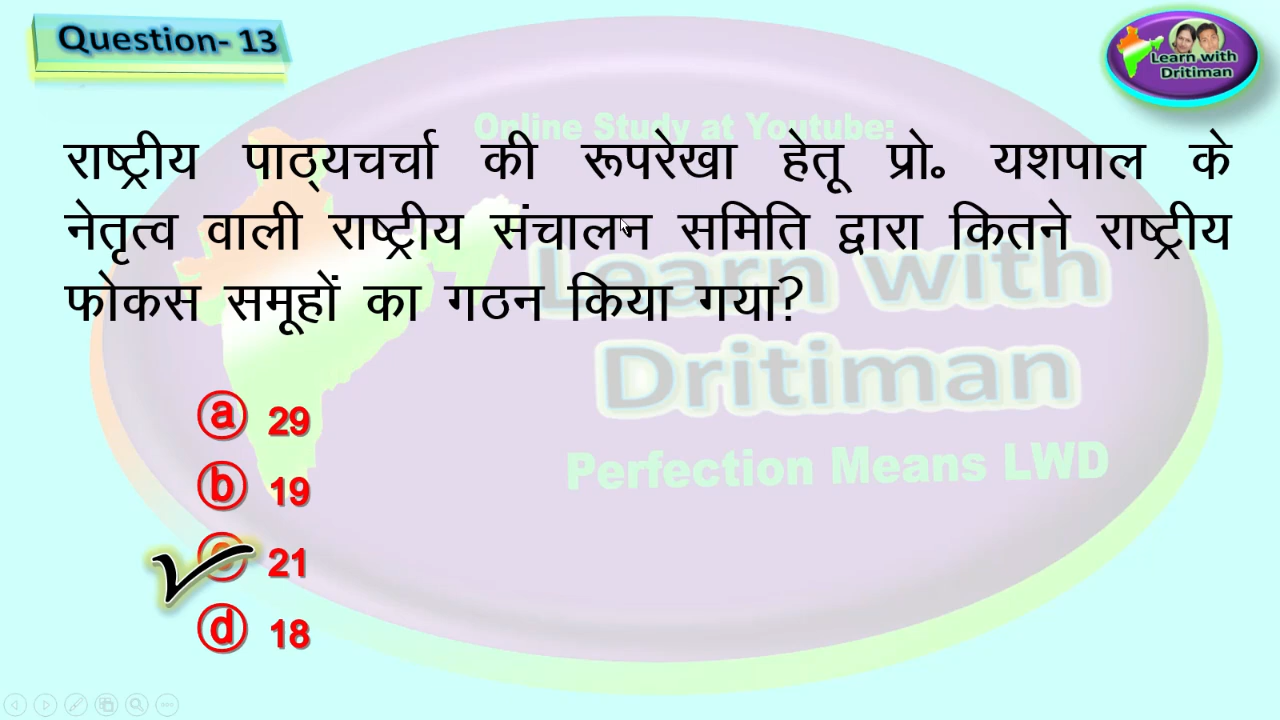 Question- 13
Learn with
Dritiman
Online Study at Youtube:
राष्ट्रीय पाठ्यचर्चा की रूपरेखा हेतू प्रो॰ यशपाल के
नेतृत्व वाली राष्ट्रीय संचालन समिति द्वारा कितने राष्ट्रीय
फोकस समूहों का गठन किया गया?
Learn with
Dritiman
Perfection Means LWD
ⓐ 29
ⓑ 19
ⓒ 21
ⓓ 18